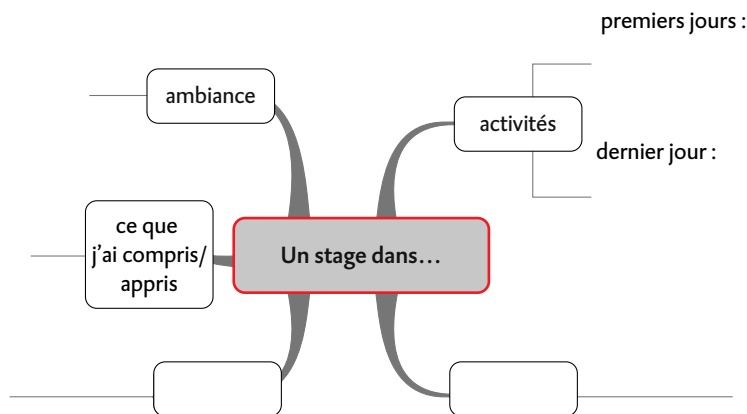 premiers jours :
ambiance
activités
dernier jour :
ce que
j'ai compris/
appris
Un stage dans…